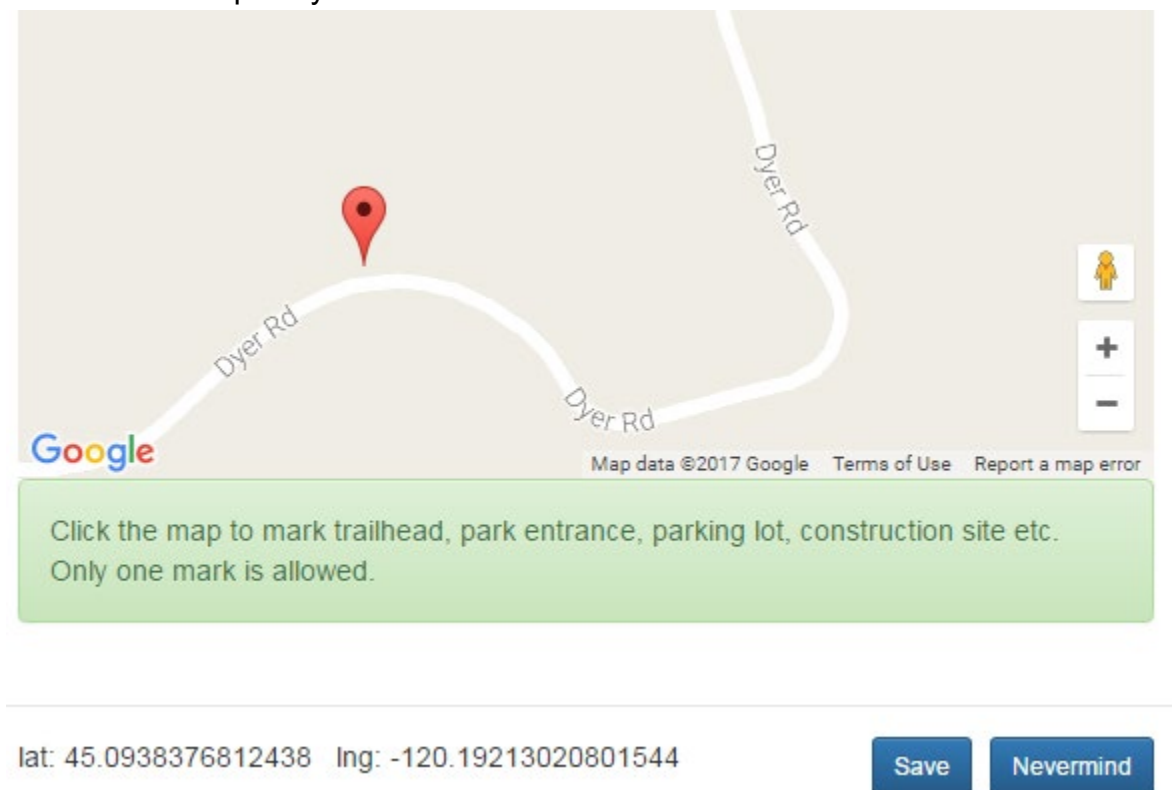 Dyer Rd
Dyer Rd
Dyer Rd
+
−
Google
Map data ©2017 Google Terms of Use Report a map error
Click the map to mark trailhead, park entrance, parking lot, construction site etc.
Only one mark is allowed.
lat: 45.0938376812438 lng: -120.19213020801544
Save Nevermind